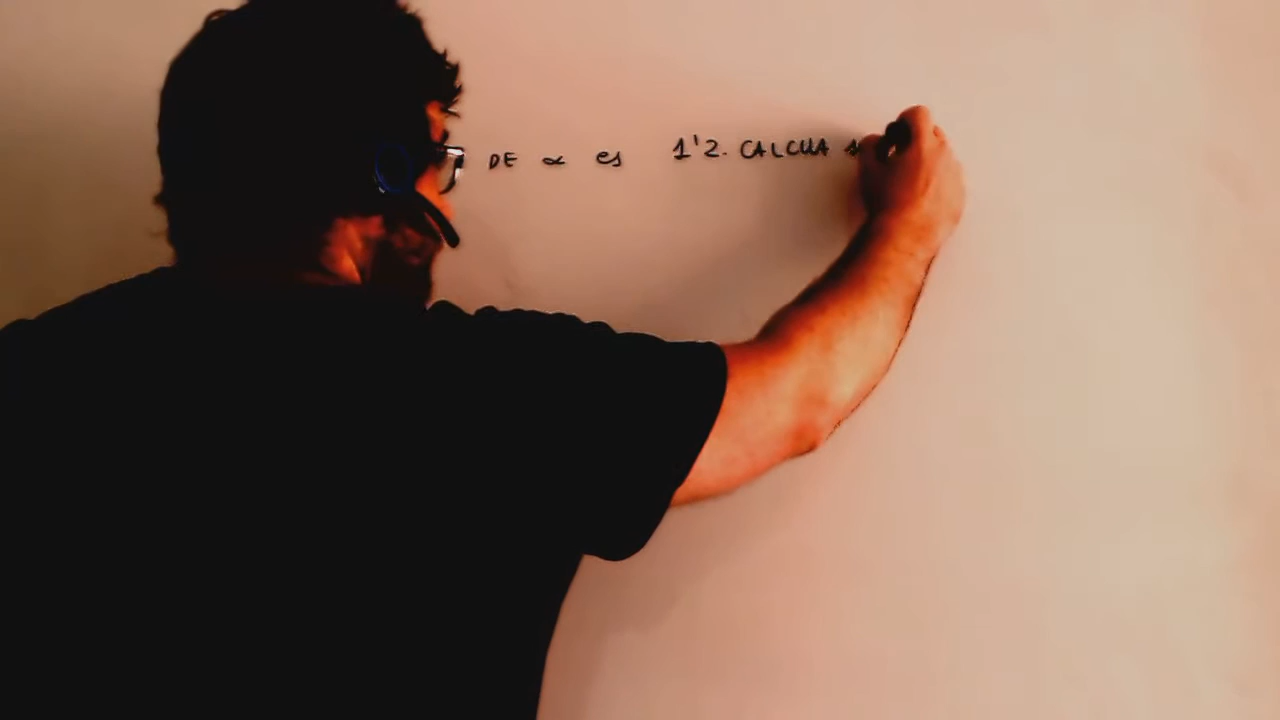 DE α es 1'2. CALCULA